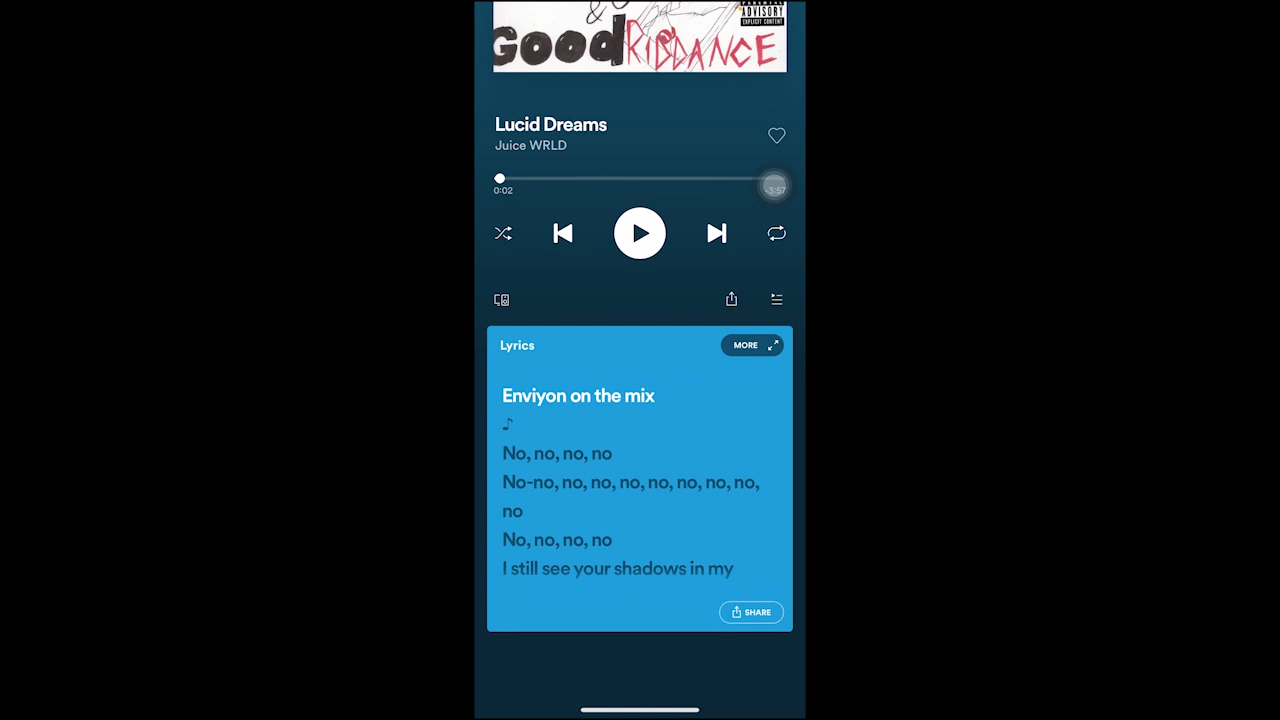 &
PARENTAL
ADVISORY
EXPLICIT CONTENT
GOOD RIDDANCE
Lucid Dreams
Juice WRLD
0:02
-3:57
Lyrics
MORE
Enviyon on the mix
♪
No, no, no, no
No-no, no, no, no, no, no, no, no,
no
No, no, no, no
I still see your shadows in my
SHARE